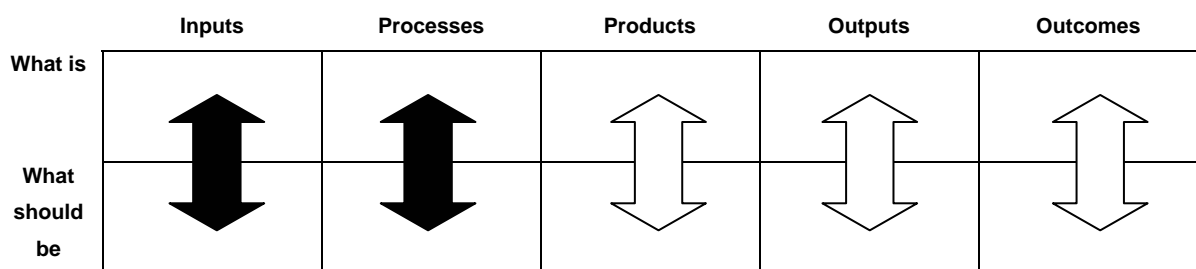 Inputs Processes Products Outputs Outcomes
What is
What
should
be